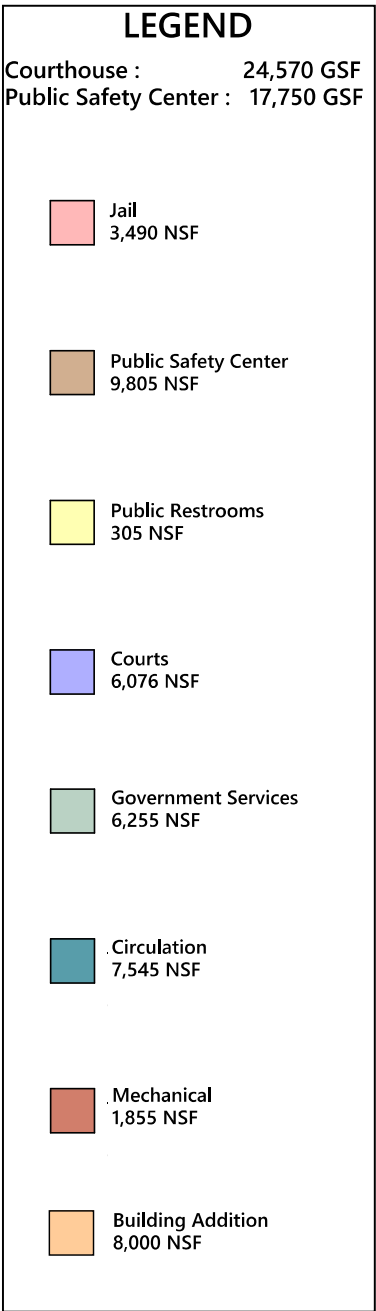 LEGEND
Courthouse : 24,570 GSF
Public Safety Center : 17,750 GSF
Jail
3,490 NSF
Public Safety Center
9,805 NSF
Public Restrooms
305 NSF
Courts
6,076 NSF
Government Services
6,255 NSF
Circulation
7,545 NSF
Mechanical
1,855 NSF
Building Addition
8,000 NSF